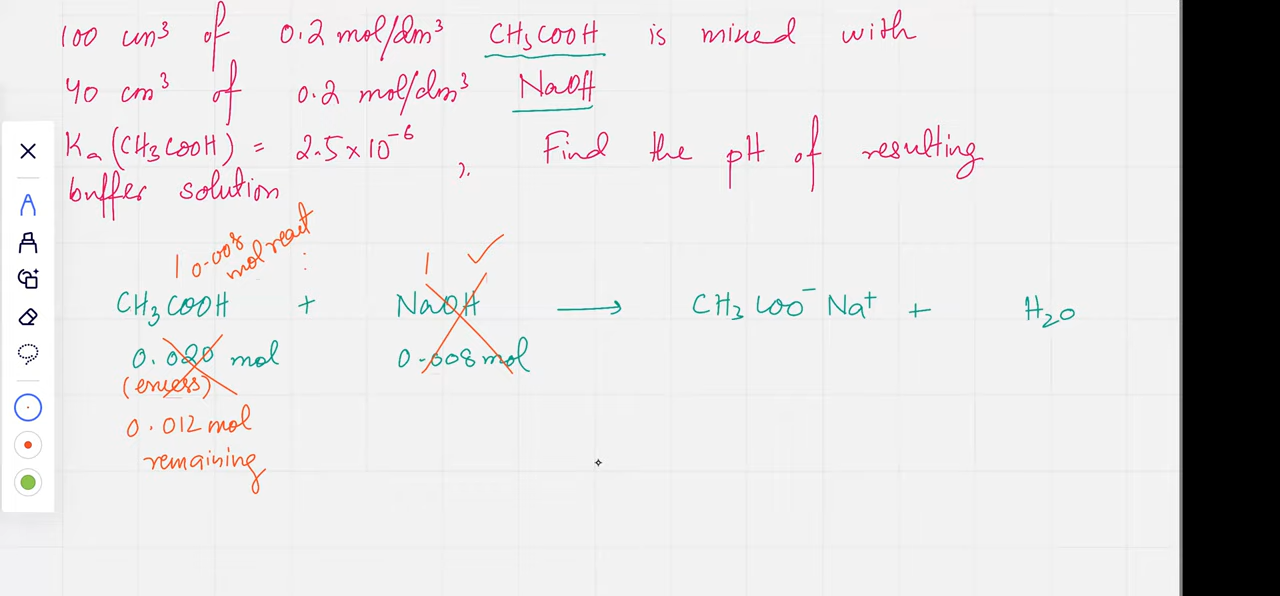 100 cm³ of 0.2 mol/dm³ CH₃COOH is mixed with
40 cm³ of 0.2 mol/dm³ NaOH
Kₐ(CH₃COOH) = 2.5×10⁻⁶ , Find the pH of resulting
buffer solution
1 0.008 mol react 1 ✓
CH₃COOH + NaOH → CH₃COO⁻Na⁺ + H₂O
0.020 mol 0.008 mol
(excess)
0.012 mol
remaining